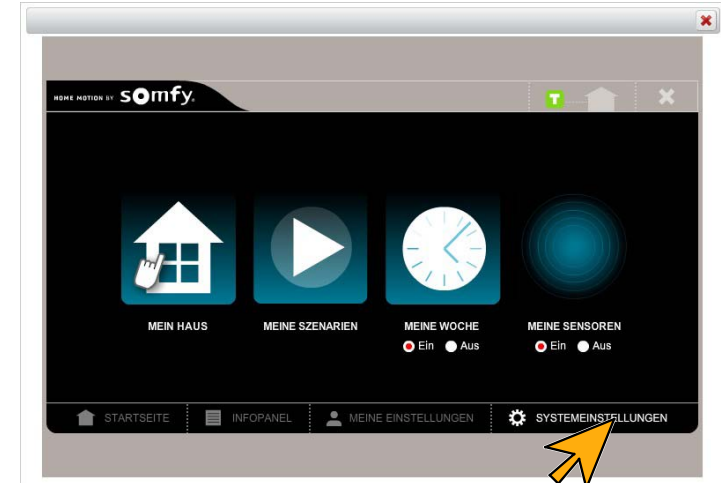 HOME MOTION BY somfy.
T
MEIN HAUS MEINE SZENARIEN MEINE WOCHE MEINE SENSOREN
Ein Aus Ein Aus
STARTSEITE INFOPANEL MEINE EINSTELLUNGEN SYSTEMEINSTELLUNGEN